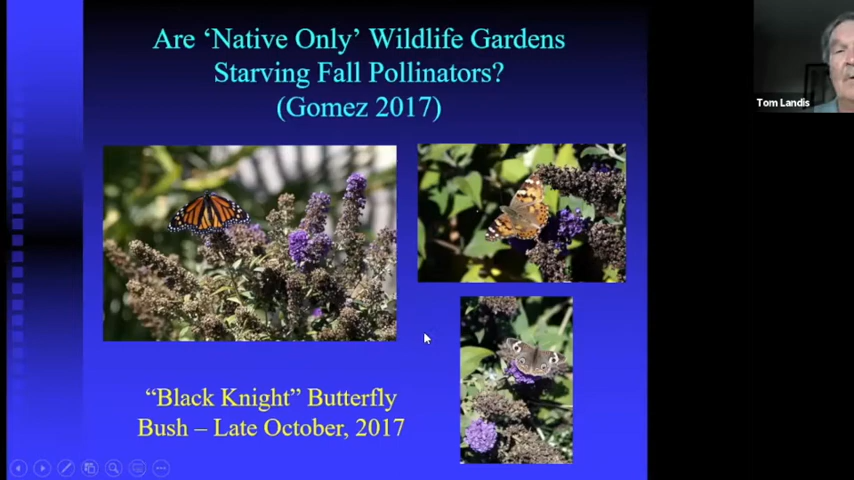 Are ‘Native Only’ Wildlife Gardens
Starving Fall Pollinators?
(Gomez 2017)
Tom Landis
“Black Knight” Butterfly
Bush – Late October, 2017